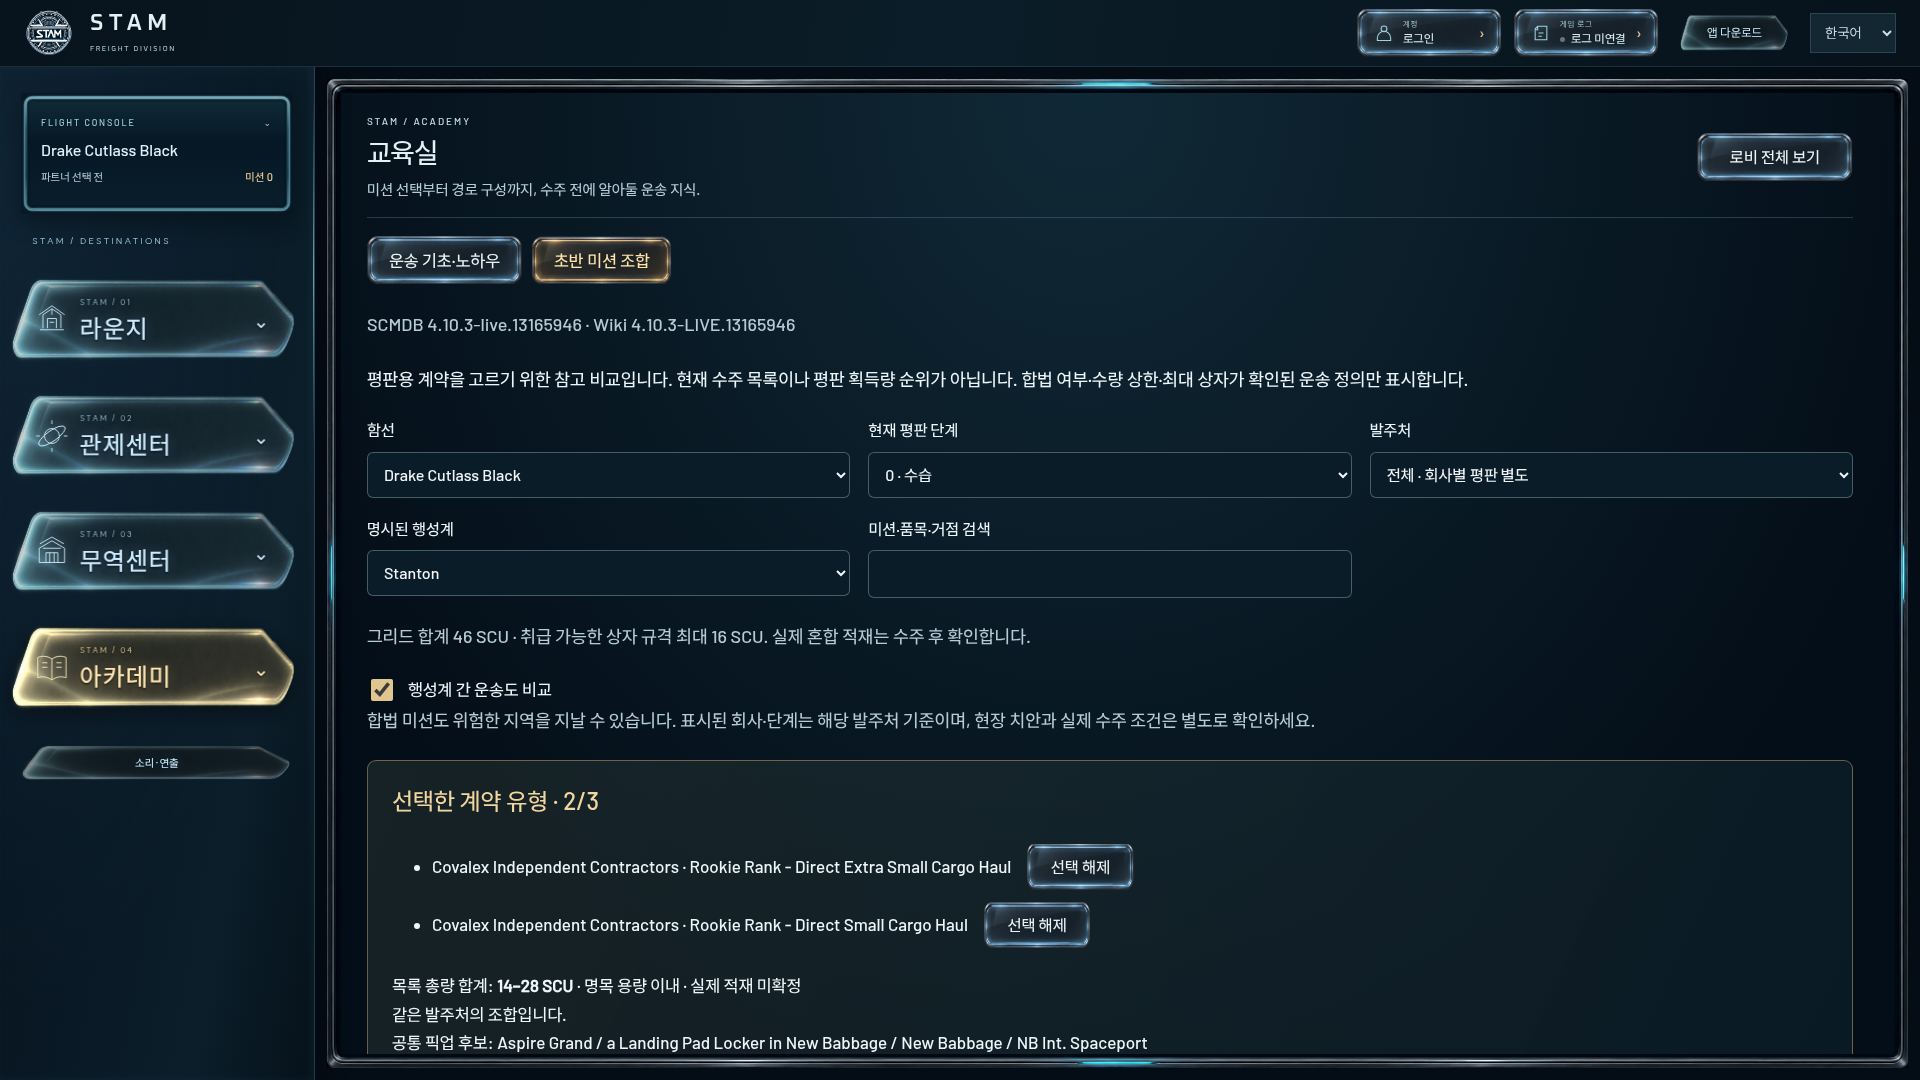 STAM
STAM
FREIGHT DIVISION
계정
로그인
게임 로그
로그 미연결
앱 다운로드
한국어
FLIGHT CONSOLE
Drake Cutlass Black
파트너 선택 전
미션 0
STAM / DESTINATIONS
STAM / 01
라운지
STAM / 02
관제센터
STAM / 03
무역센터
STAM / 04
아카데미
소리·연출
STAM / ACADEMY
교육실
미션 선택부터 경로 구성까지, 수주 전에 알아둘 운송 지식.
로비 전체 보기
운송 기초·노하우
초반 미션 조합
SCMDB 4.10.3-live.13165946 · Wiki 4.10.3-LIVE.13165946
평판용 계약을 고르기 위한 참고 비교입니다. 현재 수주 목록이나 평판 획득량 순위가 아닙니다. 합법 여부·수량 상한·최대 상자가 확인된 운송 정의만 표시합니다.
함선
현재 평판 단계
발주처
Drake Cutlass Black
0 · 수습
전체 · 회사별 평판 별도
명시된 행성계
미션·품목·거점 검색
Stanton
그리드 합계 46 SCU · 취급 가능한 상자 규격 최대 16 SCU. 실제 혼합 적재는 수주 후 확인합니다.
행성계 간 운송도 비교
합법 미션도 위험한 지역을 지날 수 있습니다. 표시된 회사·단계는 해당 발주처 기준이며, 현장 치안과 실제 수주 조건은 별도로 확인하세요.
선택한 계약 유형 · 2/3
Covalex Independent Contractors · Rookie Rank - Direct Extra Small Cargo Haul
선택 해제
Covalex Independent Contractors · Rookie Rank - Direct Small Cargo Haul
선택 해제
목록 총량 합계: 14–28 SCU · 명목 용량 이내 · 실제 적재 미확정
같은 발주처의 조합입니다.
공통 픽업 후보: Aspire Grand / a Landing Pad Locker in New Babbage / New Babbage / NB Int. Spaceport